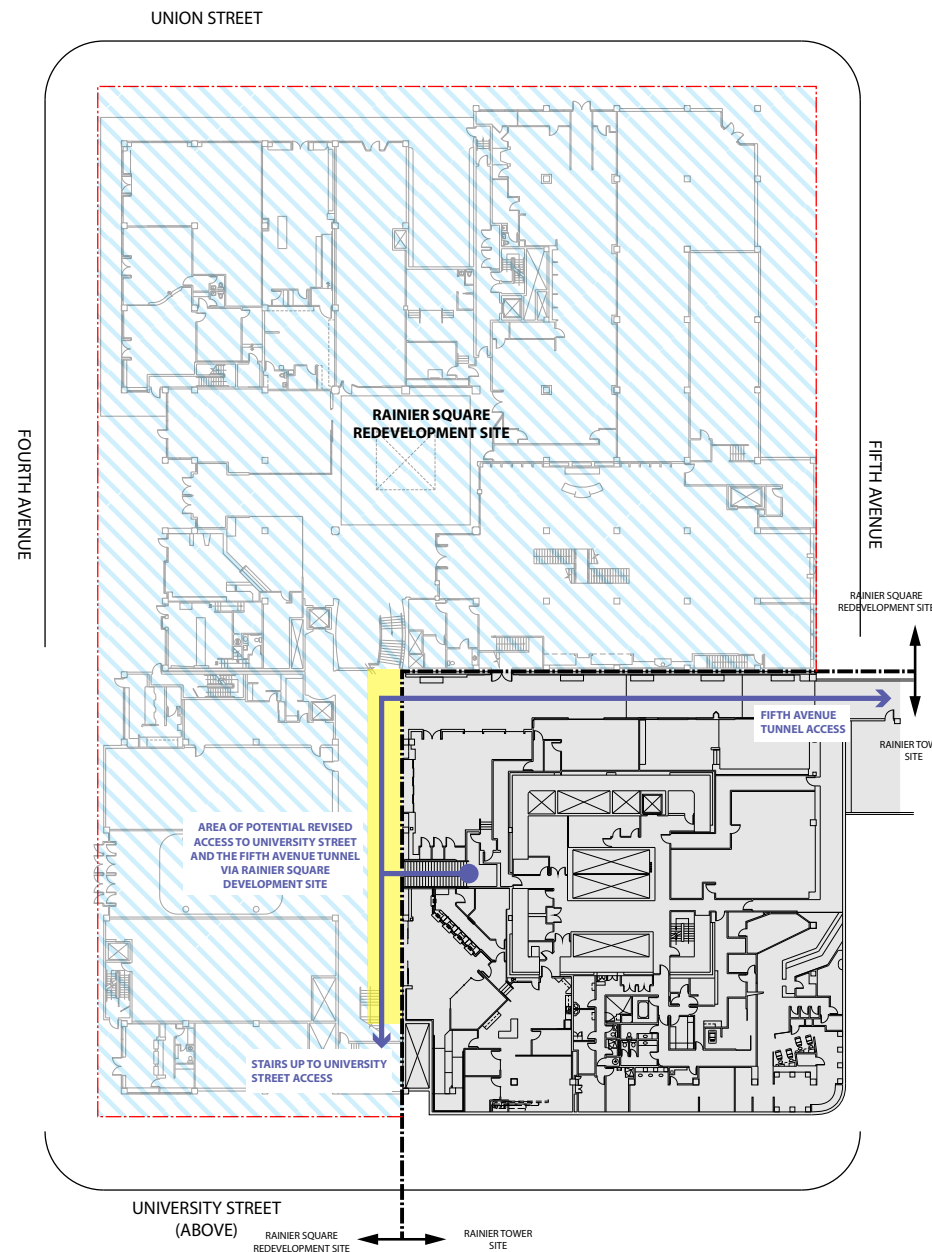 UNION STREET
RAINIER SQUARE
REDEVELOPMENT SITE
FOURTH AVENUE
FIFTH AVENUE
RAINIER SQUARE
REDEVELOPMENT SITE
FIFTH AVENUE
TUNNEL ACCESS
RAINIER TOW
SITE
AREA OF POTENTIAL REVISED
ACCESS TO UNIVERSITY STREET
AND THE FIFTH AVENUE TUNNEL
VIA RAINIER SQUARE
DEVELOPMENT SITE
STAIRS UP TO UNIVERSITY
STREET ACCESS
UNIVERSITY STREET
(ABOVE)
RAINIER SQUARE
REDEVELOPMENT SITE
RAINIER TOWER
SITE